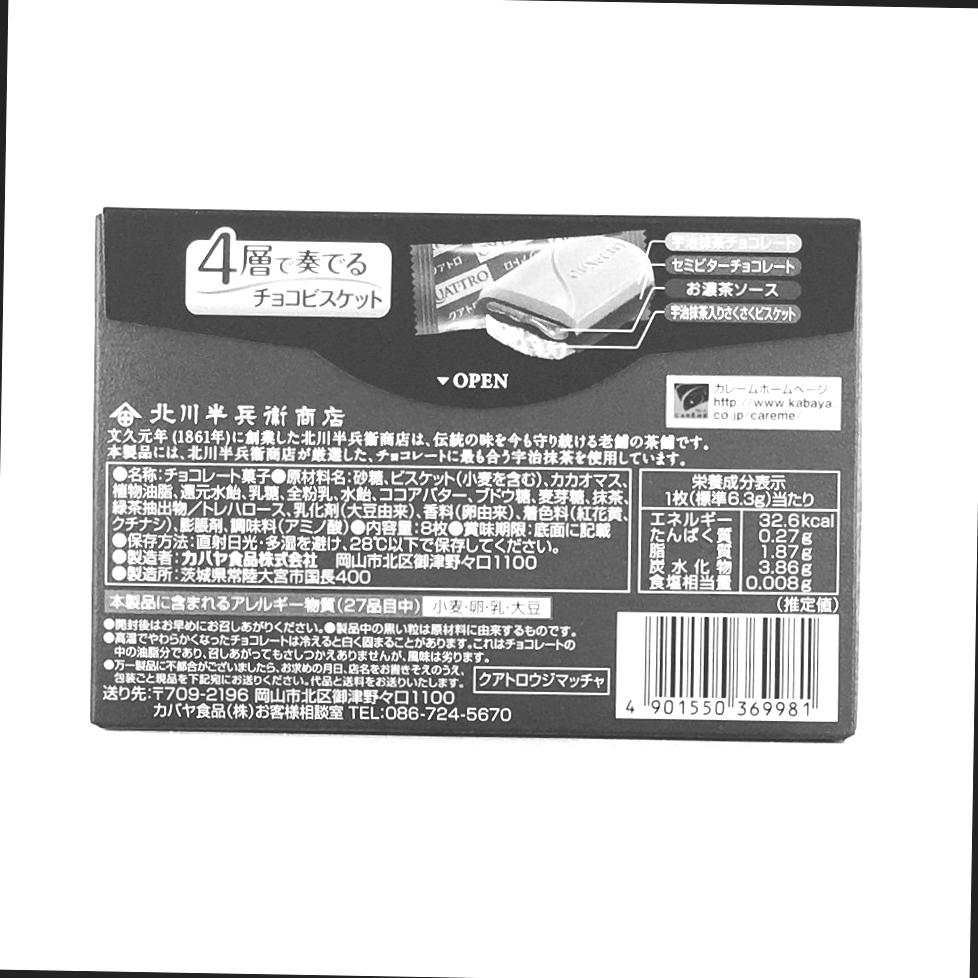 4層で奏でる
チョコビスケット
宇治抹茶チョコレート
セミビターチョコレート
お濃茶ソース
宇治抹茶入りさくさくビスケット
QUATTRO
▼OPEN
カレームホームページ
http://www.kabaya.
co.jp/careme/
北川半兵衛商店
文久元年(1861年)に創業した北川半兵衛商店は、伝統の味を今も守り続ける老舗の茶舗です。
本製品には、北川半兵衛商店が厳選した、チョコレートに最も合う宇治抹茶を使用しています。
●名称:チョコレート菓子●原材料名:砂糖、ビスケット(小麦を含む)、カカオマス、
植物油脂、還元水飴、乳糖、全粉乳、水飴、ココアバター、ブドウ糖、麦芽糖、抹茶、
緑茶抽出物/トレハロース、乳化剤(大豆由来)、香料(卵由来)、着色料(紅花黄、
クチナシ)、膨脹剤、調味料(アミノ酸)●内容量:8枚●賞味期限:底面に記載
●保存方法:直射日光・多湿を避け、28℃以下で保存してください。
●製造者:カバヤ食品株式会社 岡山市北区御津野々口1100
●製造所:茨城県常陸大宮市国長400
栄養成分表示
1枚(標準6.3g)当たり
エネルギー 32.6kcal
たんぱく質 0.27g
脂質 1.87g
炭水化物 3.86g
食塩相当量 0.008g
(推定値)
本製品に含まれるアレルギー物質(27品目中) 小麦・卵・乳・大豆
●開封後はお早めにお召しあがりください。●製品中の黒い粒は原材料に由来するものです。
●高温でやわらかくなったチョコレートは冷えると白く固まることがあります。これはチョコレートの
中の油脂分であり、召しあがってもさしつかえありませんが、風味は劣ります。
●万一製品に不都合がございましたら、お求めの月日、店名をお書きそえのうえ、
包装ごと現品を下記宛にお送りください。代品と送料をお送りいたします。
クアトロウジマッチャ
送り先:〒709-2196 岡山市北区御津野々口1100
カバヤ食品(株)お客様相談室 TEL:086-724-5670
4 901550 369981